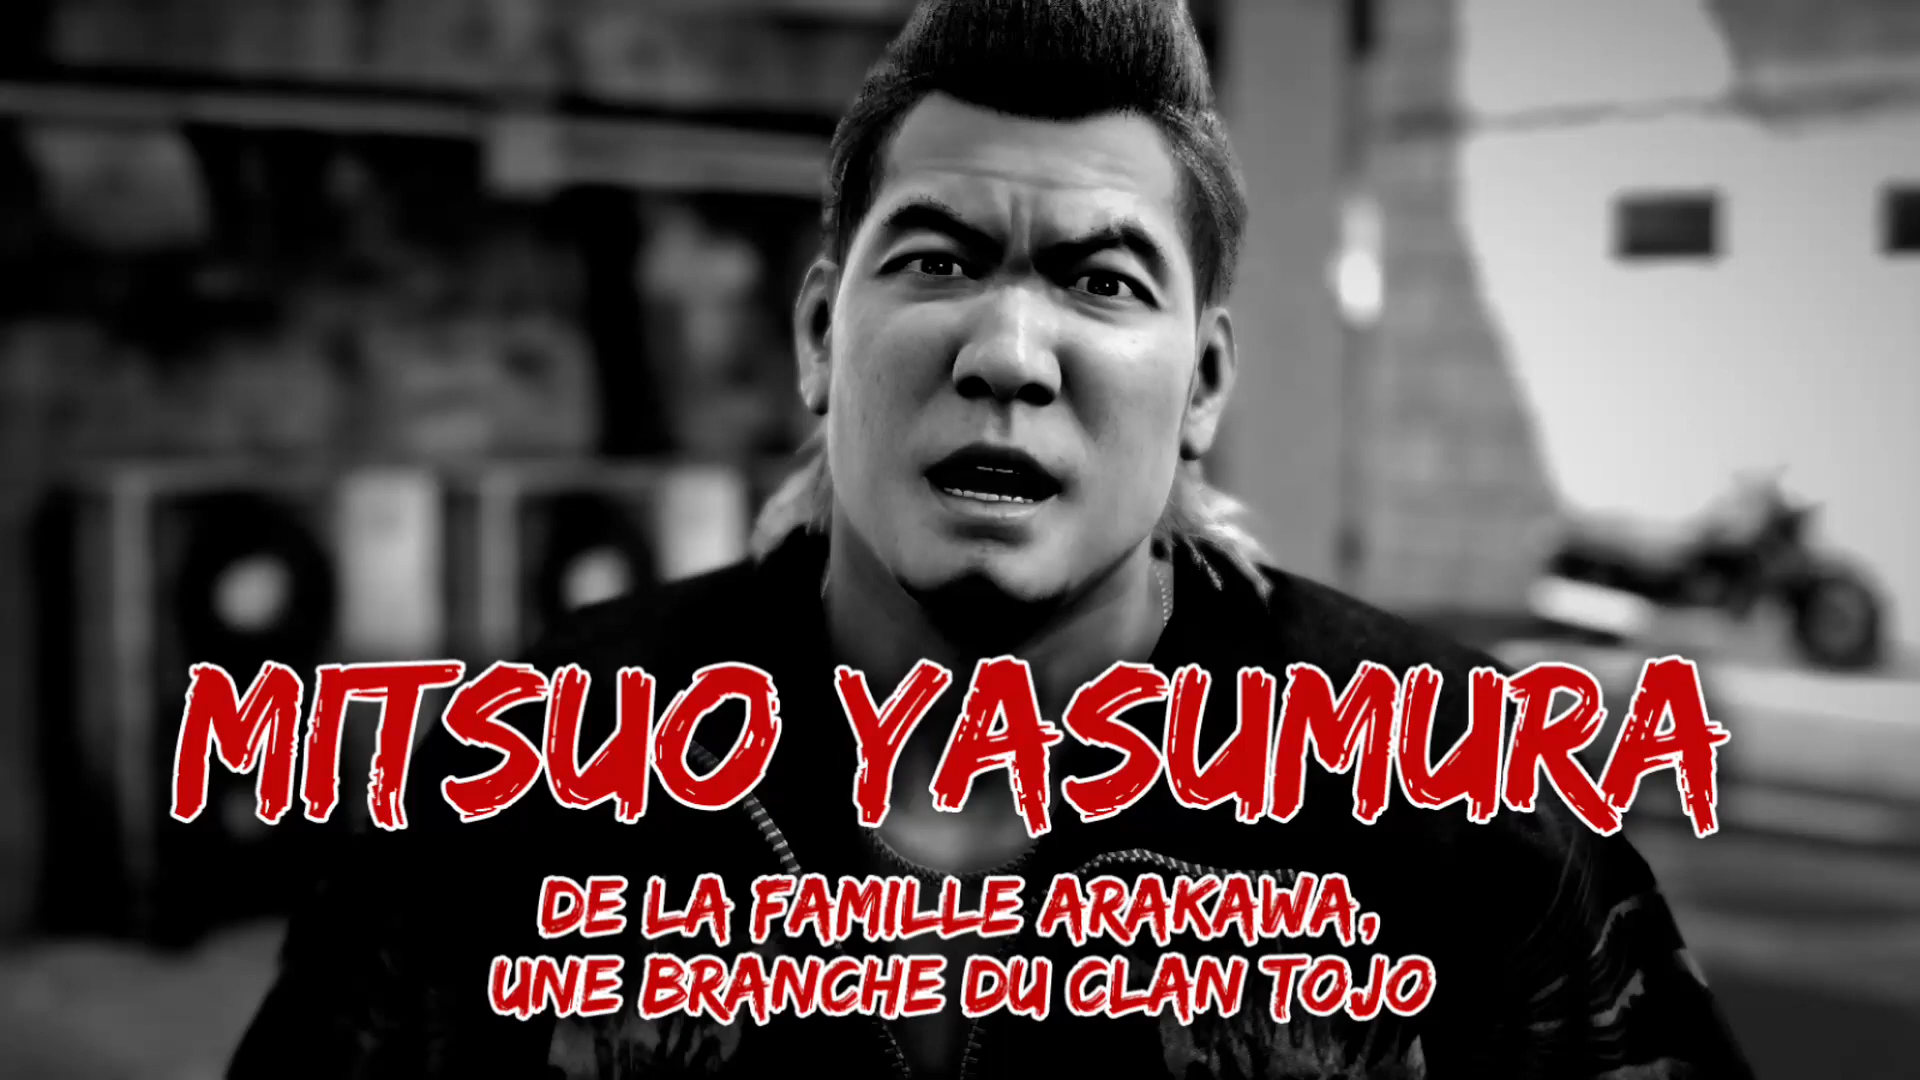 MITSUO YASUMURA
DE LA FAMILLE ARAKAWA,
UNE BRANCHE DU CLAN TOJO